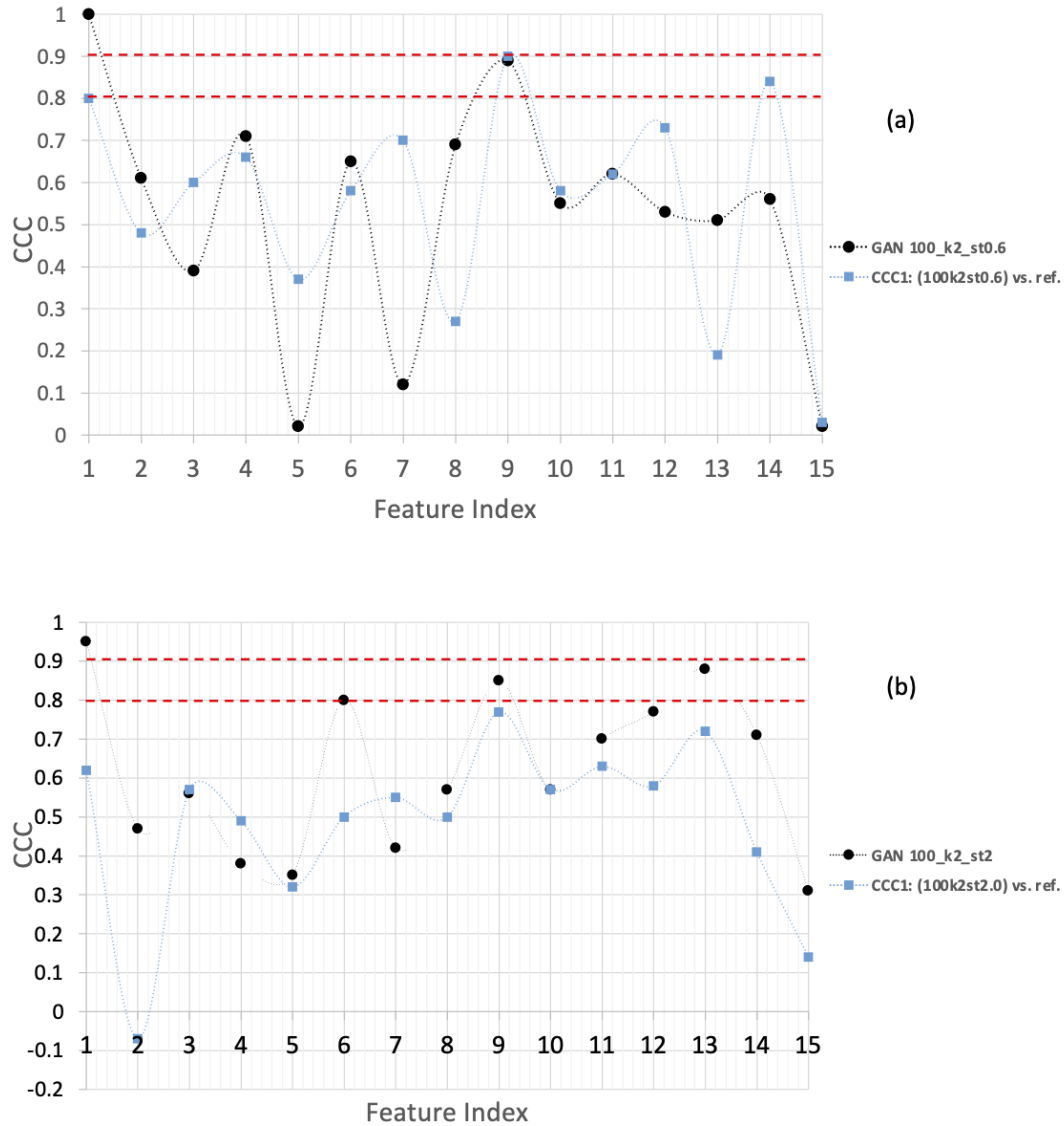 1
0.9
0.8
0.7
0.6
0.5
0.4
0.3
0.2
0.1
0
CCC
1 2 3 4 5 6 7 8 9 10 11 12 13 14 15
Feature Index
(a)
GAN 100_k2_st0.6
CCC1: (100k2st0.6) vs. ref.
1
0.9
0.8
0.7
0.6
0.5
0.4
0.3
0.2
0.1
0
-0.1
-0.2
CCC
1 2 3 4 5 6 7 8 9 10 11 12 13 14 15
Feature Index
(b)
GAN 100_k2_st2
CCC1: (100k2st2.0) vs. ref.